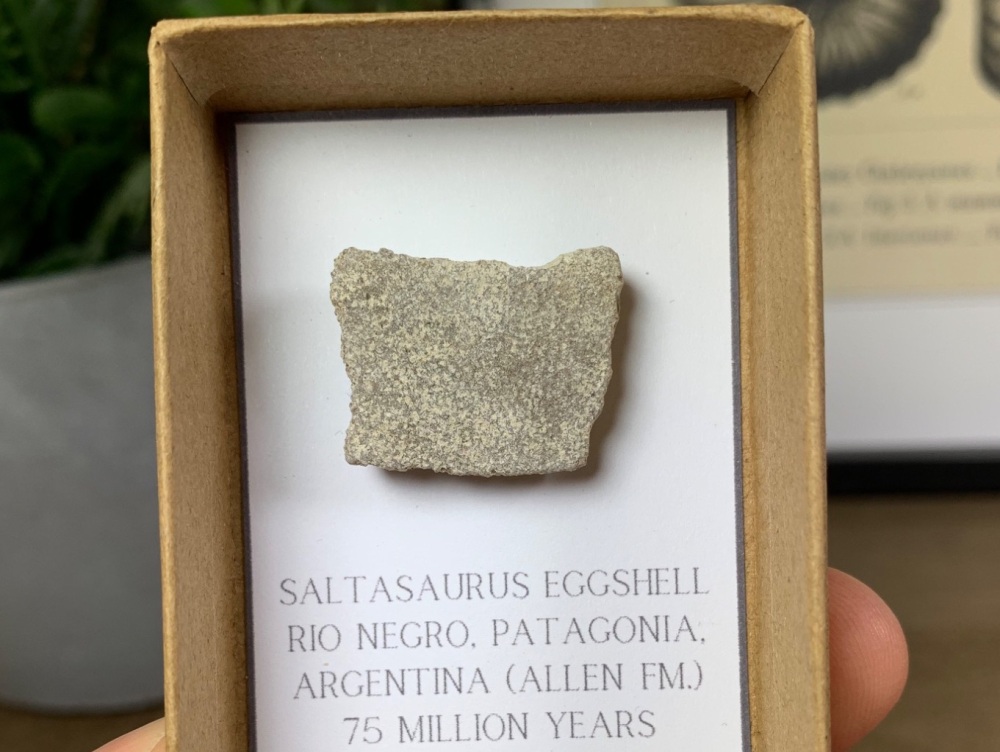 SALTASAURUS EGGSHELL
RIO NEGRO, PATAGONIA,
ARGENTINA (ALLEN FM.)
75 MILLION YEARS